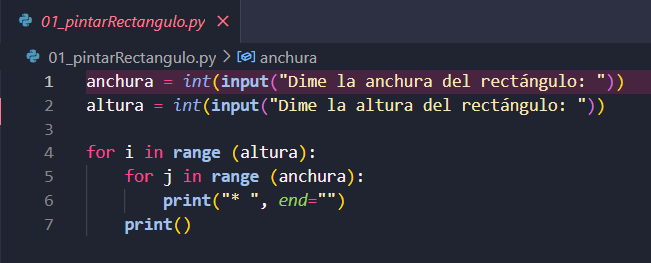 01_pintarRectangulo.py ×
01_pintarRectangulo.py > anchura
1 anchura = int(input("Dime la anchura del rectángulo: "))
2 altura = int(input("Dime la altura del rectángulo: "))
3
4 for i in range (altura):
5     for j in range (anchura):
6         print("* ", end="")
7     print()